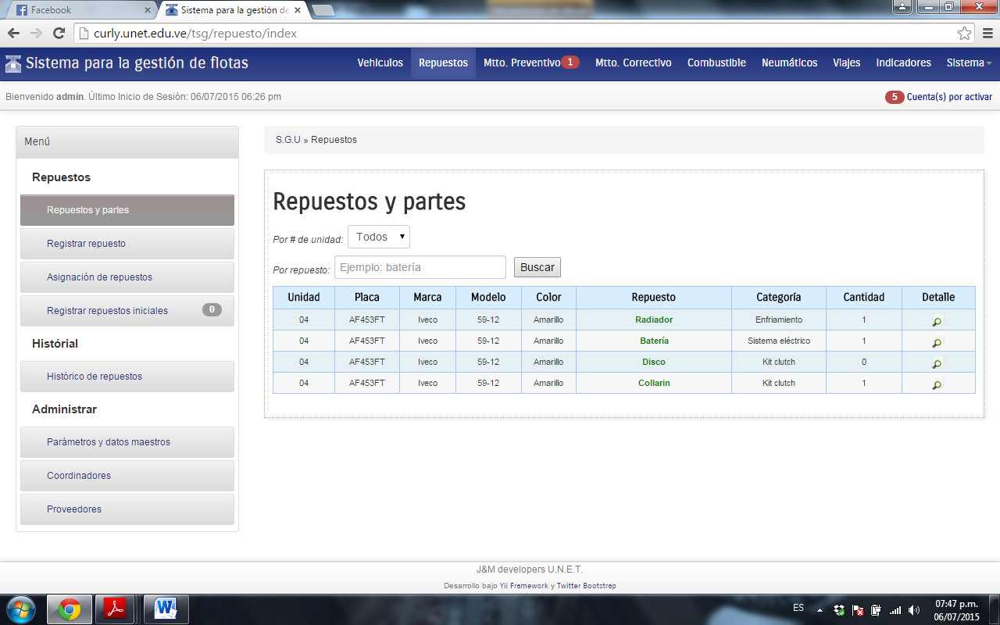 Facebook
Sistema para la gestión de
curly.unet.edu.ve/tsg/repuesto/index
Sistema para la gestión de flotas Vehiculos Repuestos Mtto. Preventivo 1 Mtto. Correctivo Combustible Neumáticos Viajes Indicadores Sistema
Bienvenido admin. Último Inicio de Sesión: 06/07/2015 06:26 pm 5 Cuenta(s) por activar
Menú
Repuestos
Repuestos y partes
Registrar repuesto
Asignación de repuestos
Registrar repuestos iniciales 0
Histórial
Histórico de repuestos
Administrar
Parámetros y datos maestros
Coordinadores
Proveedores
S.G.U » Repuestos
Repuestos y partes
Por # de unidad: Todos
Por repuesto: Ejemplo: batería Buscar
Unidad Placa Marca Modelo Color Repuesto Categoría Cantidad Detalle
04 AF453FT Iveco 59-12 Amarillo Radiador Enfriamiento 1
04 AF453FT Iveco 59-12 Amarillo Batería Sistema eléctrico 1
04 AF453FT Iveco 59-12 Amarillo Disco Kit clutch 0
04 AF453FT Iveco 59-12 Amarillo Collarin Kit clutch 1
J&M developers U.N.E.T.
Desarrollo bajo Yii Framework y Twitter Bootstrap
ES
07:47 p.m.
06/07/2015